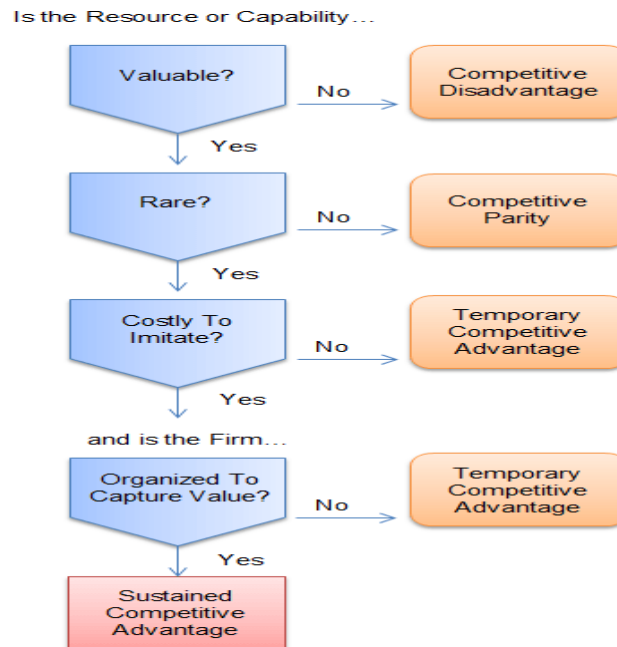 Is the Resource or Capability...
Valuable?
No
Competitive
Disadvantage
Yes
Rare?
No
Competitive
Parity
Yes
Costly To
Imitate?
No
Temporary
Competitive
Advantage
Yes
and is the Firm...
Organized To
Capture Value?
No
Temporary
Competitive
Advantage
Yes
Sustained
Competitive
Advantage